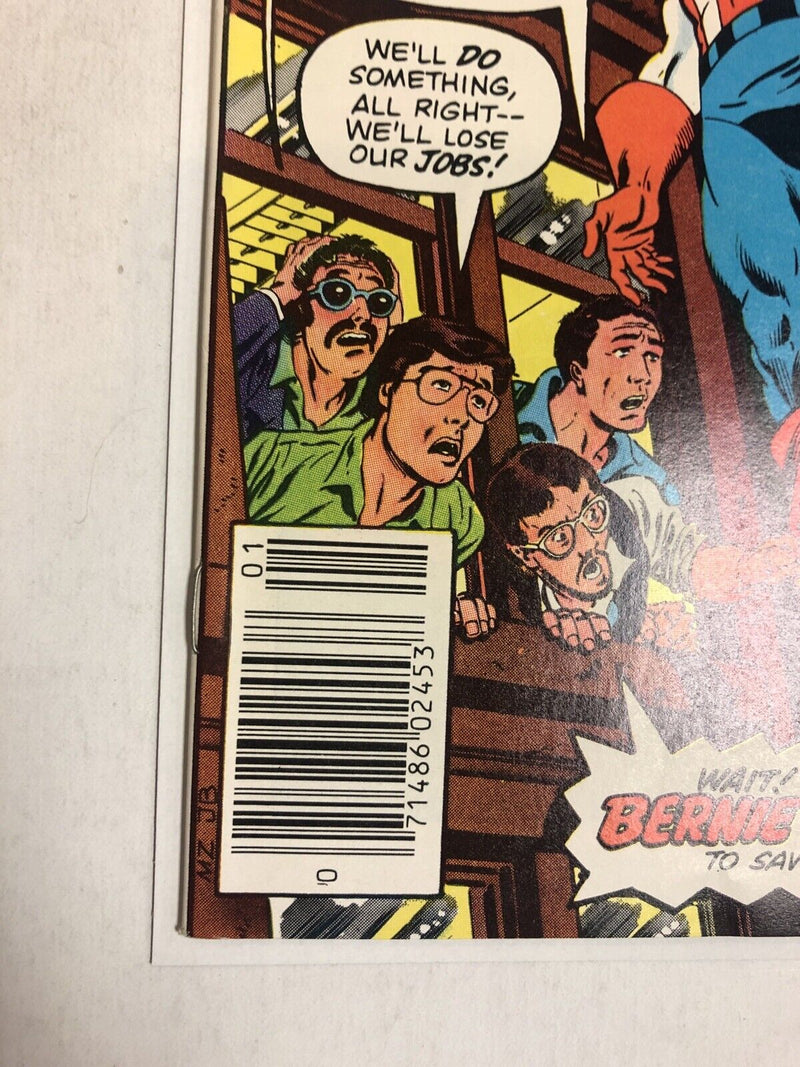 WE'LL DO
SOMETHING,
ALL RIGHT--
WE'LL LOSE
OUR JOBS!
01
71486 02453
0
MZ JB
WAIT!
BERNIE
TO SAV